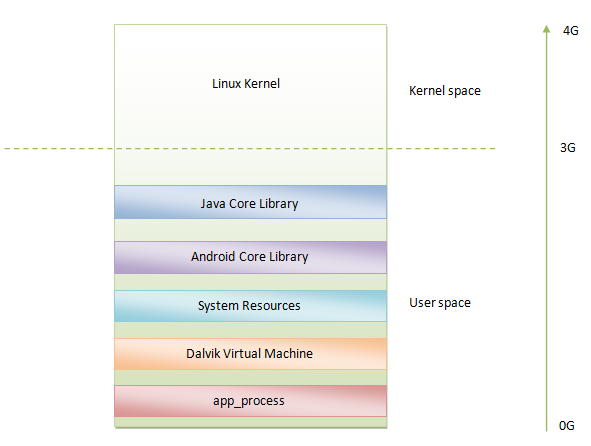 4G
Linux Kernel
Kernel space
3G
Java Core Library
Android Core Library
System Resources
User space
Dalvik Virtual Machine
app_process
0G